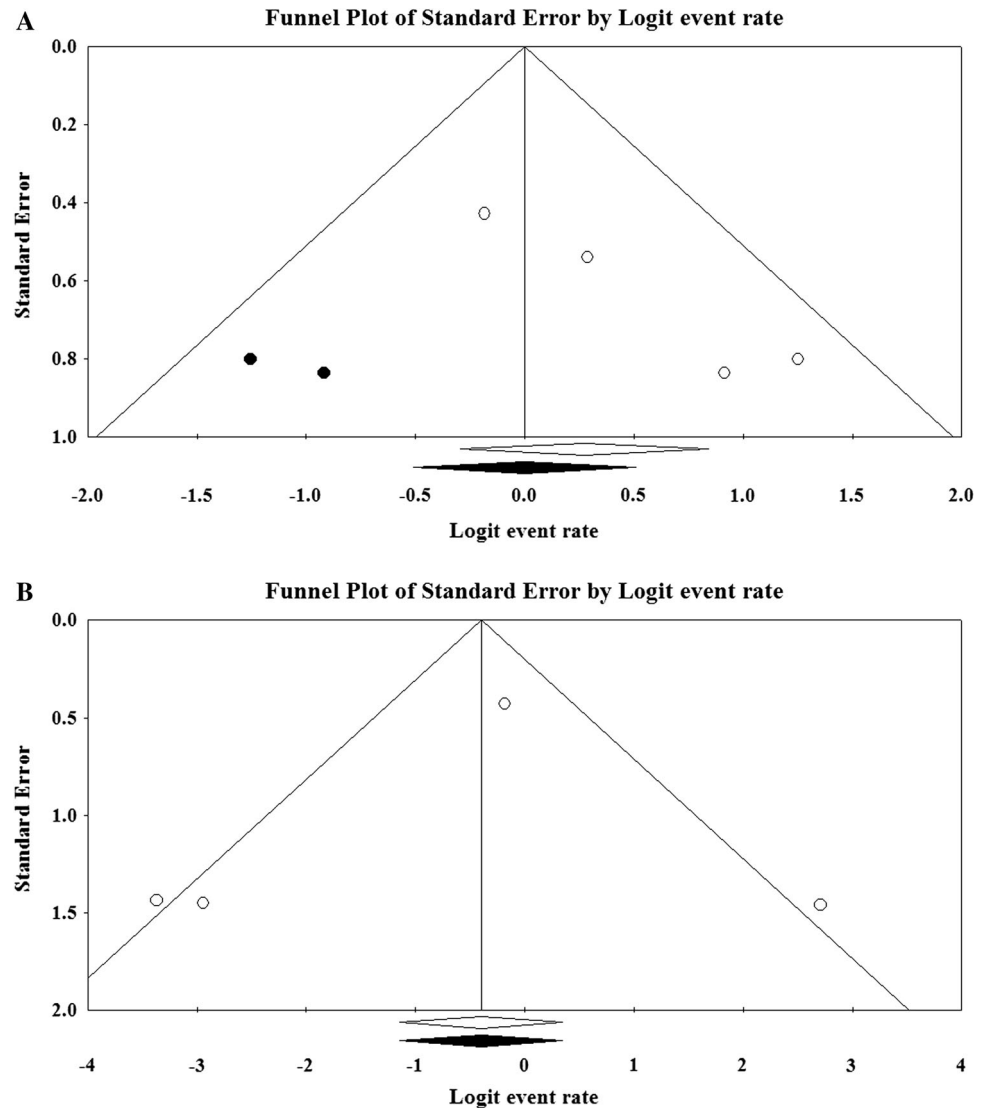 A
Funnel Plot of Standard Error by Logit event rate
0.0
0.2
0.4
0.6
0.8
1.0
Standard Error
-2.0 -1.5 -1.0 -0.5 0.0 0.5 1.0 1.5 2.0
Logit event rate
B
Funnel Plot of Standard Error by Logit event rate
0.0
0.5
1.0
1.5
2.0
Standard Error
-4 -3 -2 -1 0 1 2 3 4
Logit event rate